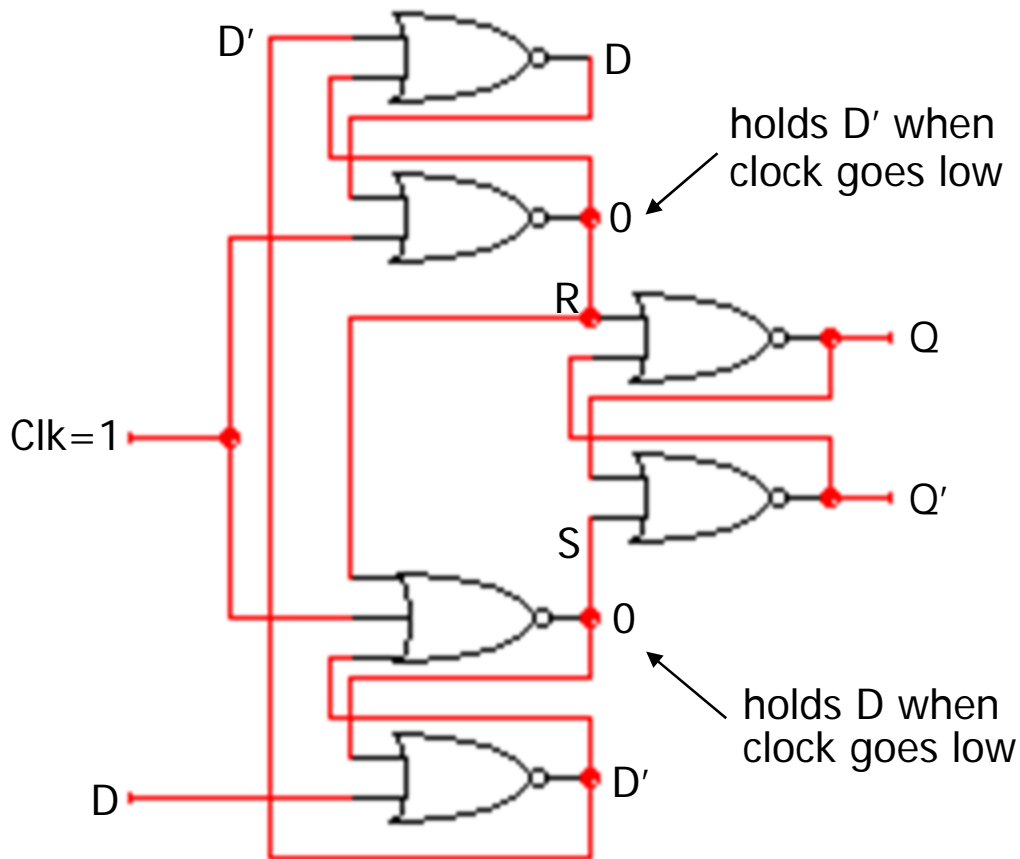 D′
D
holds D′ when
clock goes low
0
R
Q
Clk=1
Q′
S
0
holds D when
clock goes low
D′
D